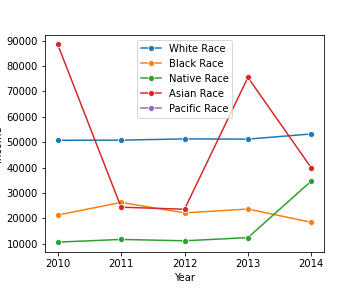 90000
80000
70000
60000
50000
40000
30000
20000
10000
White Race
Black Race
Native Race
Asian Race
Pacific Race
2010 2011 2012 2013 2014
Year